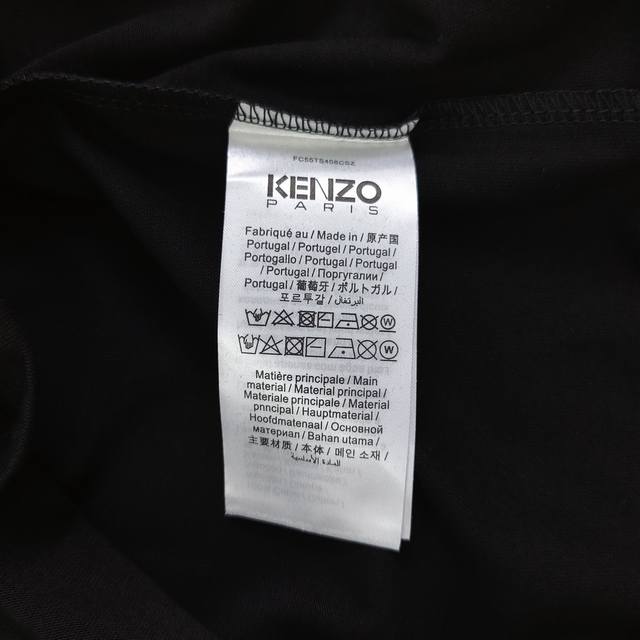 FC55TS4080SZ
KENZO
PARIS
Fabriqué au / Made in / 原产国
Portugal / Portugel / Portugal /
Portogallo / Portugal / Portugal
/ Portugal / Португалии /
Portugal / 葡萄牙 / ポルトガル /
포르투갈 / البرتغال /
W
W
Matière principale / Main
material / Material principal /
Materiale principale / Material
pnncipal / Hauptmaterial /
Hoofdmatenaal / Основной
материал / Bahan utama /
主要材质 / 本体 / 메인 소재 /
المادة الأساسية /